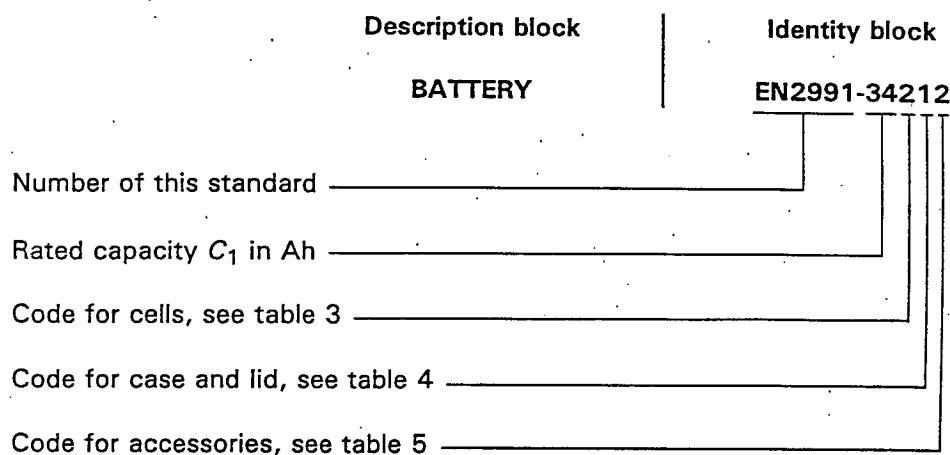 Description block Identity block
BATTERY EN2991-34212
Number of this standard
Rated capacity C1 in Ah
Code for cells, see table 3
Code for case and lid, see table 4
Code for accessories, see table 5